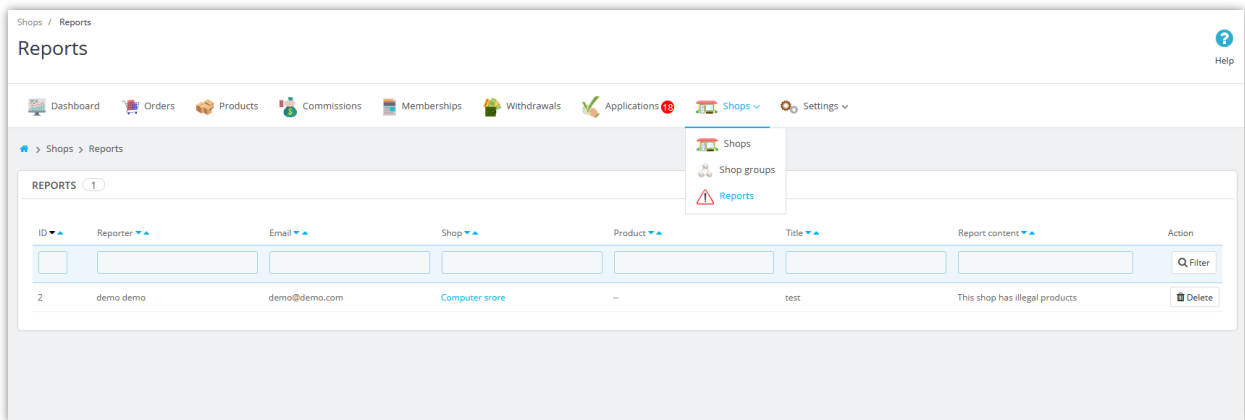 Shops / Reports
Reports
Help
Dashboard Orders Products Commissions Memberships Withdrawals Applications 18 Shops Settings
Shops
Shop groups
Reports
> Shops > Reports
REPORTS 1
ID Reporter Email Shop Product Title Report content Action
Filter
2 demo demo demo@demo.com Computer srore -- test This shop has illegal products Delete